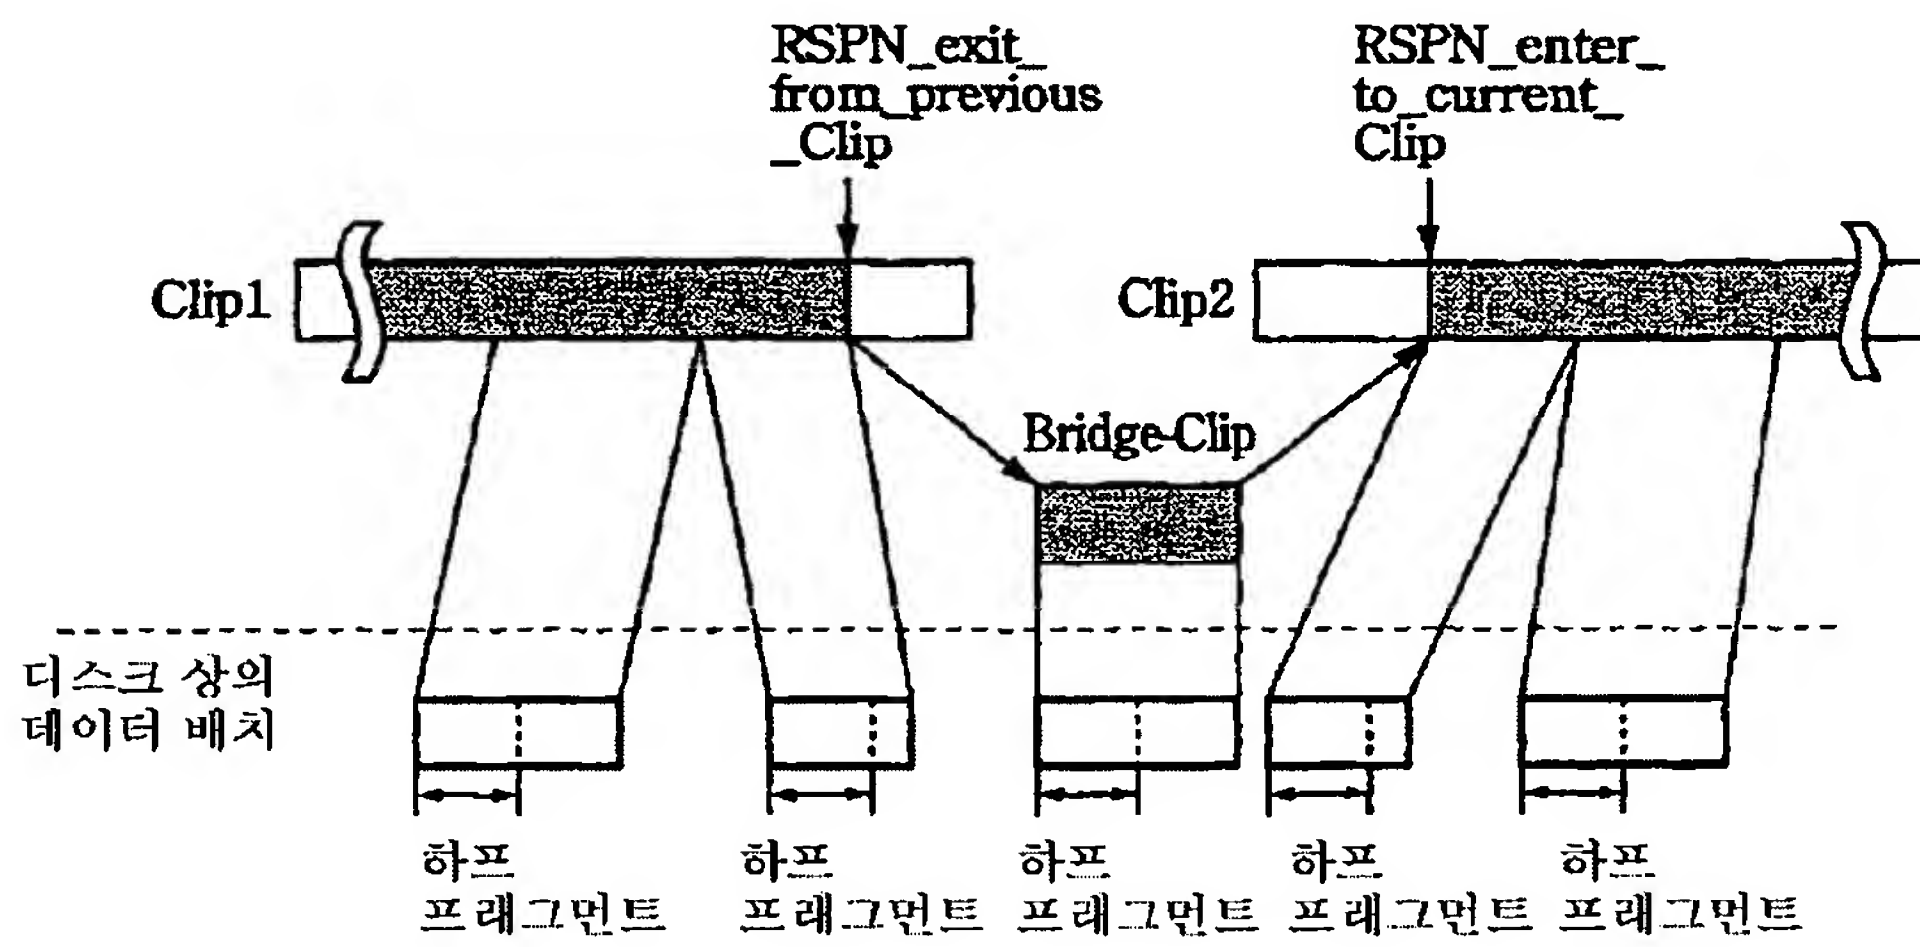 RSPN_exit_
from_previous
_Clip
RSPN_enter_
to_current_
Clip
Clip1
Clip2
Bridge-Clip
디스크 상의
데이터 배치
하프
프래그먼트
하프
프래그먼트
하프
프래그먼트
하프
프래그먼트
하프
프래그먼트